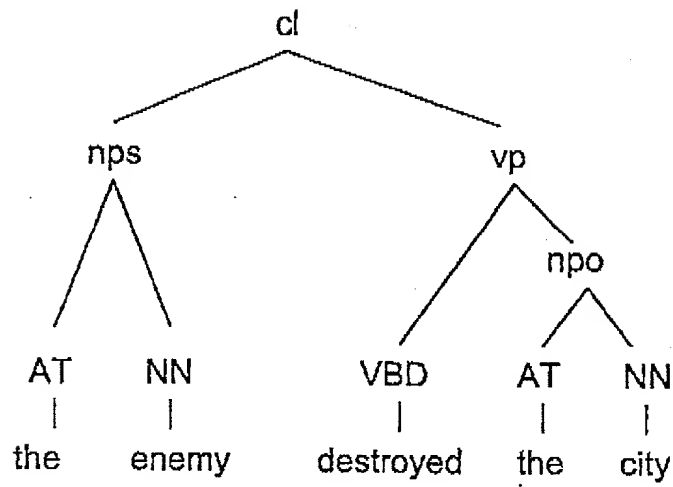 cl
nps vp
npo
AT NN VBD AT NN
the enemy destroyed the city